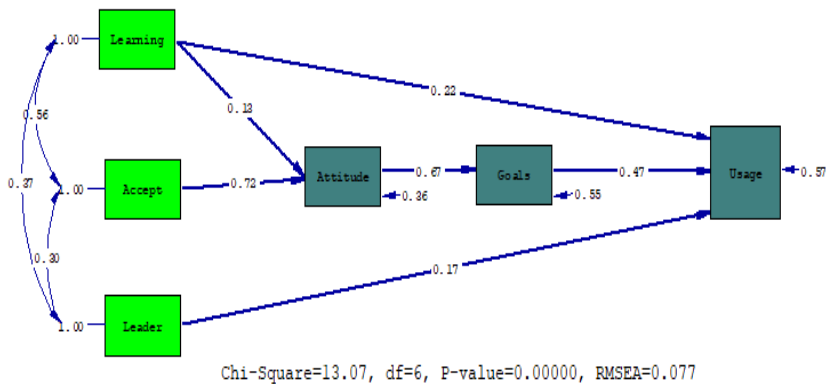 1.00
Learning
0.22
0.13
0.56
0.37
1.00
Accept
0.72
Attitude
0.36
0.67
Goals
0.55
0.47
Usage
0.57
0.30
0.17
1.00
Leader
Chi-Square=13.07, df=6, P-value=0.00000, RMSEA=0.077